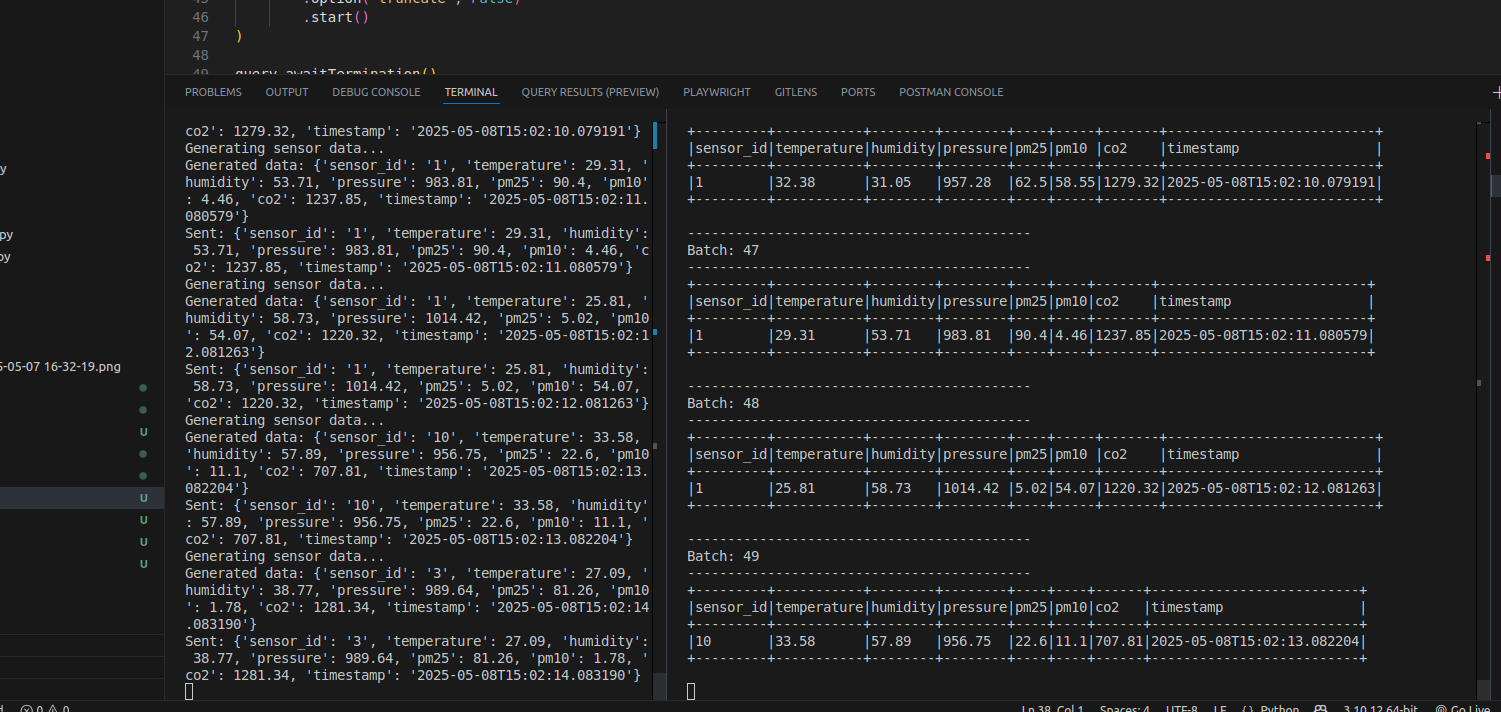 46 .start()
47 )
48
49 query.awaitTermination()
PROBLEMS OUTPUT DEBUG CONSOLE TERMINAL QUERY RESULTS (PREVIEW) PLAYWRIGHT GITLENS PORTS POSTMAN CONSOLE
y
py
py
5-05-07 16-32-19.png
U
U
U
U
U
co2': 1279.32, 'timestamp': '2025-05-08T15:02:10.079191'}
Generating sensor data...
Generated data: {'sensor_id': '1', 'temperature': 29.31, '
humidity': 53.71, 'pressure': 983.81, 'pm25': 90.4, 'pm10'
: 4.46, 'co2': 1237.85, 'timestamp': '2025-05-08T15:02:11.
080579'}
Sent: {'sensor_id': '1', 'temperature': 29.31, 'humidity':
 53.71, 'pressure': 983.81, 'pm25': 90.4, 'pm10': 4.46, 'c
o2': 1237.85, 'timestamp': '2025-05-08T15:02:11.080579'}
Generating sensor data...
Generated data: {'sensor_id': '1', 'temperature': 25.81, '
humidity': 58.73, 'pressure': 1014.42, 'pm25': 5.02, 'pm10
': 54.07, 'co2': 1220.32, 'timestamp': '2025-05-08T15:02:1
2.081263'}
Sent: {'sensor_id': '1', 'temperature': 25.81, 'humidity':
 58.73, 'pressure': 1014.42, 'pm25': 5.02, 'pm10': 54.07,
'co2': 1220.32, 'timestamp': '2025-05-08T15:02:12.081263'}
Generating sensor data...
Generated data: {'sensor_id': '10', 'temperature': 33.58,
'humidity': 57.89, 'pressure': 956.75, 'pm25': 22.6, 'pm10
': 11.1, 'co2': 707.81, 'timestamp': '2025-05-08T15:02:13.
082204'}
Sent: {'sensor_id': '10', 'temperature': 33.58, 'humidity'
: 57.89, 'pressure': 956.75, 'pm25': 22.6, 'pm10': 11.1, '
co2': 707.81, 'timestamp': '2025-05-08T15:02:13.082204'}
Generating sensor data...
Generated data: {'sensor_id': '3', 'temperature': 27.09, '
humidity': 38.77, 'pressure': 989.64, 'pm25': 81.26, 'pm10
': 1.78, 'co2': 1281.34, 'timestamp': '2025-05-08T15:02:14
.083190'}
Sent: {'sensor_id': '3', 'temperature': 27.09, 'humidity':
 38.77, 'pressure': 989.64, 'pm25': 81.26, 'pm10': 1.78, '
co2': 1281.34, 'timestamp': '2025-05-08T15:02:14.083190'}
+---------+-----------+--------+--------+----+-----+-------+--------------------------+
|sensor_id|temperature|humidity|pressure|pm25|pm10 |co2    |timestamp                 |
+---------+-----------+--------+--------+----+-----+-------+--------------------------+
|1        |32.38      |31.05   |957.28  |62.5|58.55|1279.32|2025-05-08T15:02:10.079191|
+---------+-----------+--------+--------+----+-----+-------+--------------------------+
-------------------------------------------
Batch: 47
-------------------------------------------
+---------+-----------+--------+--------+----+----+-------+--------------------------+
|sensor_id|temperature|humidity|pressure|pm25|pm10|co2    |timestamp                 |
+---------+-----------+--------+--------+----+----+-------+--------------------------+
|1        |29.31      |53.71   |983.81  |90.4|4.46|1237.85|2025-05-08T15:02:11.080579|
+---------+-----------+--------+--------+----+----+-------+--------------------------+
-------------------------------------------
Batch: 48
-------------------------------------------
+---------+-----------+--------+--------+----+-----+-------+--------------------------+
|sensor_id|temperature|humidity|pressure|pm25|pm10 |co2    |timestamp                 |
+---------+-----------+--------+--------+----+-----+-------+--------------------------+
|1        |25.81      |58.73   |1014.42 |5.02|54.07|1220.32|2025-05-08T15:02:12.081263|
+---------+-----------+--------+--------+----+-----+-------+--------------------------+
-------------------------------------------
Batch: 49
-------------------------------------------
+---------+-----------+--------+--------+----+----+------+--------------------------+
|sensor_id|temperature|humidity|pressure|pm25|pm10|co2   |timestamp                 |
+---------+-----------+--------+--------+----+----+------+--------------------------+
|10       |33.58      |57.89   |956.75  |22.6|11.1|707.81|2025-05-08T15:02:13.082204|
+---------+-----------+--------+--------+----+----+------+--------------------------+
0 0 Ln 38, Col 1 Spaces: 4 UTF-8 LF {} Python 3.10.12 64-bit Go Live